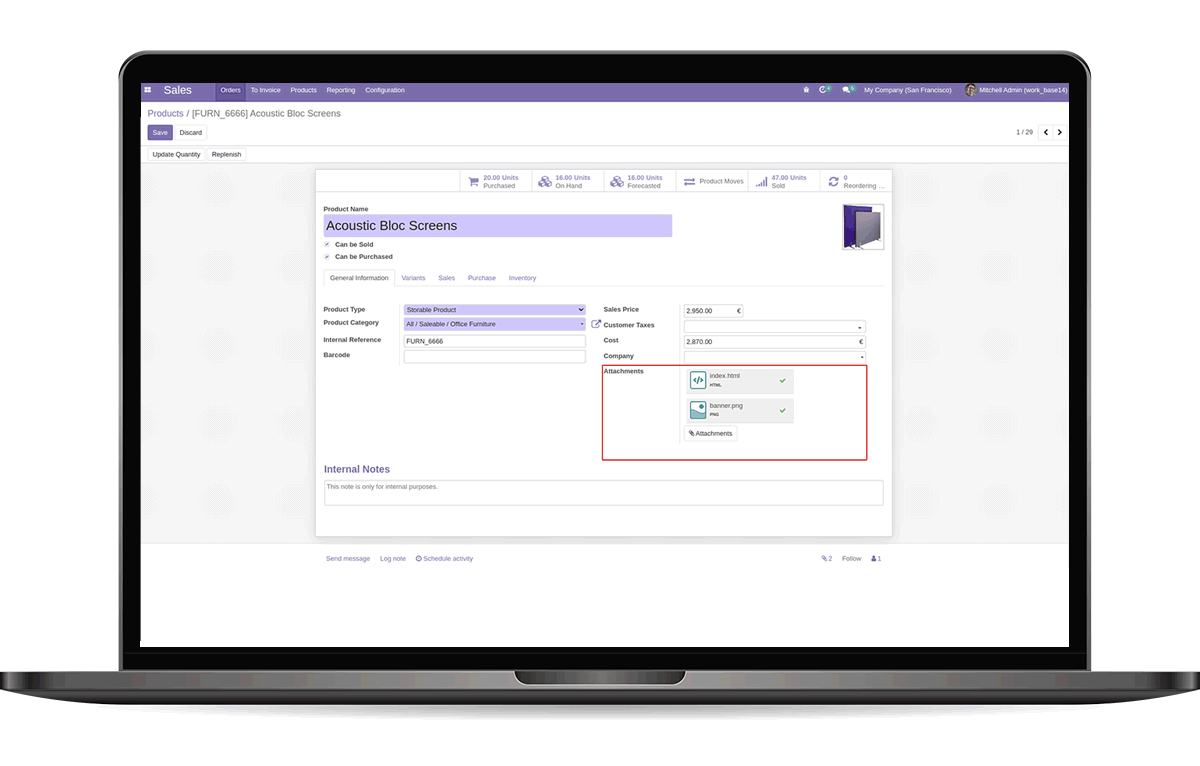 Sales Orders To Invoice Products Reporting Configuration My Company (San Francisco) Mitchell Admin (work_base14)
Products / [FURN_6666] Acoustic Bloc Screens
Save Discard 1 / 29
Update Quantity Replenish
20.00 Units
Purchased
16.00 Units
On Hand
16.00 Units
Forecasted
Product Moves
47.00 Units
Sold
0
Reordering ...
Product Name
Acoustic Bloc Screens
Can be Sold
Can be Purchased
General Information Variants Sales Purchase Inventory
Product Type Storable Product
Product Category All / Saleable / Office Furniture
Internal Reference FURN_6666
Barcode
Sales Price 2,950.00 €
Customer Taxes
Cost 2,870.00 €
Company
Attachments
index.html
HTML
banner.png
PNG
Attachments
Internal Notes
This note is only for internal purposes.
Send message Log note Schedule activity 2 Follow 1